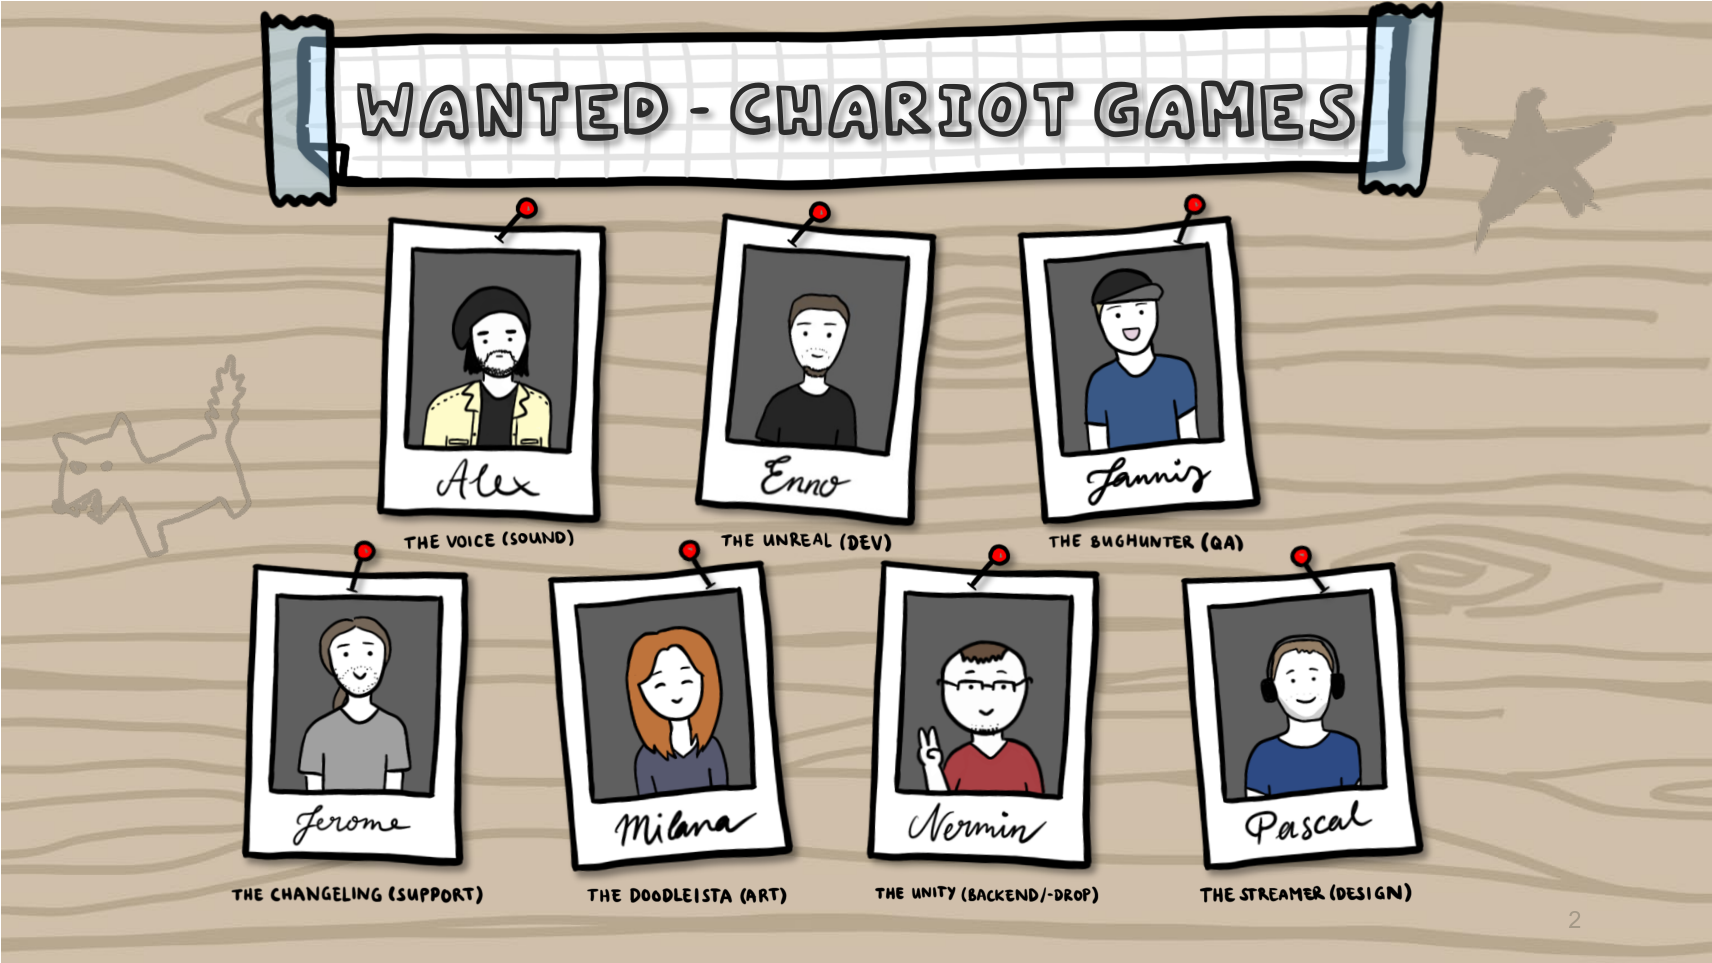 WANTED - CHARIOT GAMES
Alex
Enno
Jannis
THE VOICE (SOUND)
THE UNREAL (DEV)
THE BUGHUNTER (QA)
Jerome
Milana
Nermin
Pascal
THE CHANGELING (SUPPORT)
THE DOODLEISTA (ART)
THE UNITY (BACKEND/-DROP)
THE STREAMER (DESIGN)
2